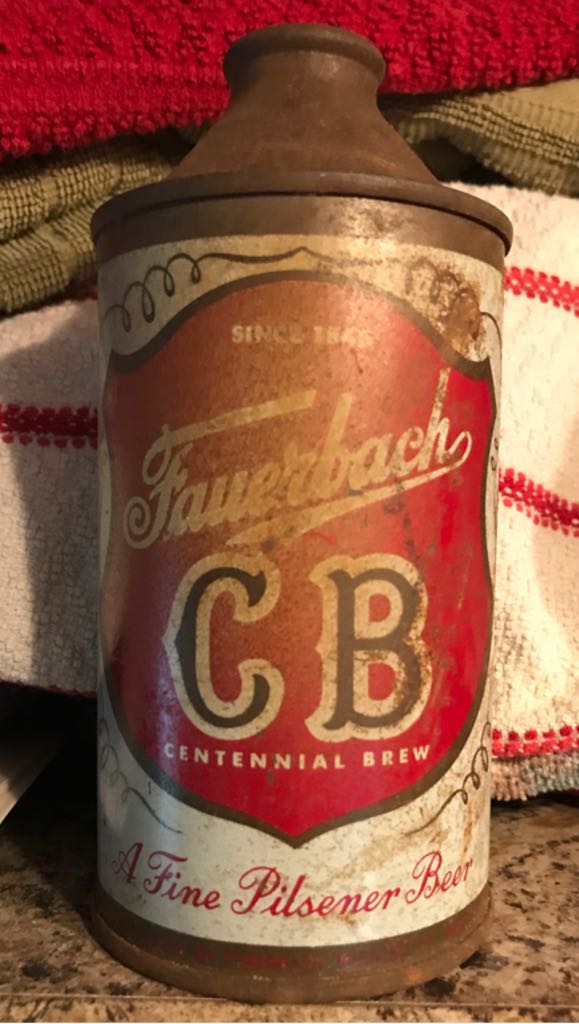 SINCE 1848
Fauerbach
CB
CENTENNIAL BREW
A Fine Pilsener Beer